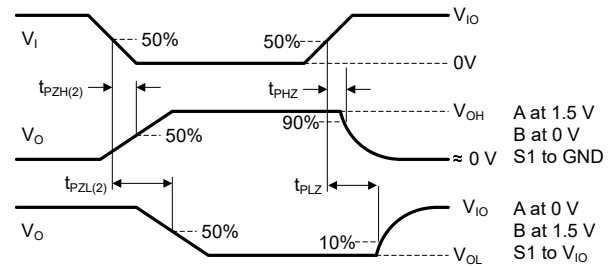 V_IO
V_I
50%
50%
0V
t_PZH(2)
t_PHZ
V_OH
A at 1.5 V
90%
B at 0 V
V_O
50%
≈ 0 V
S1 to GND
t_PZL(2)
t_PLZ
V_IO
A at 0 V
V_O
50%
B at 1.5 V
10%
S1 to V_IO
V_OL